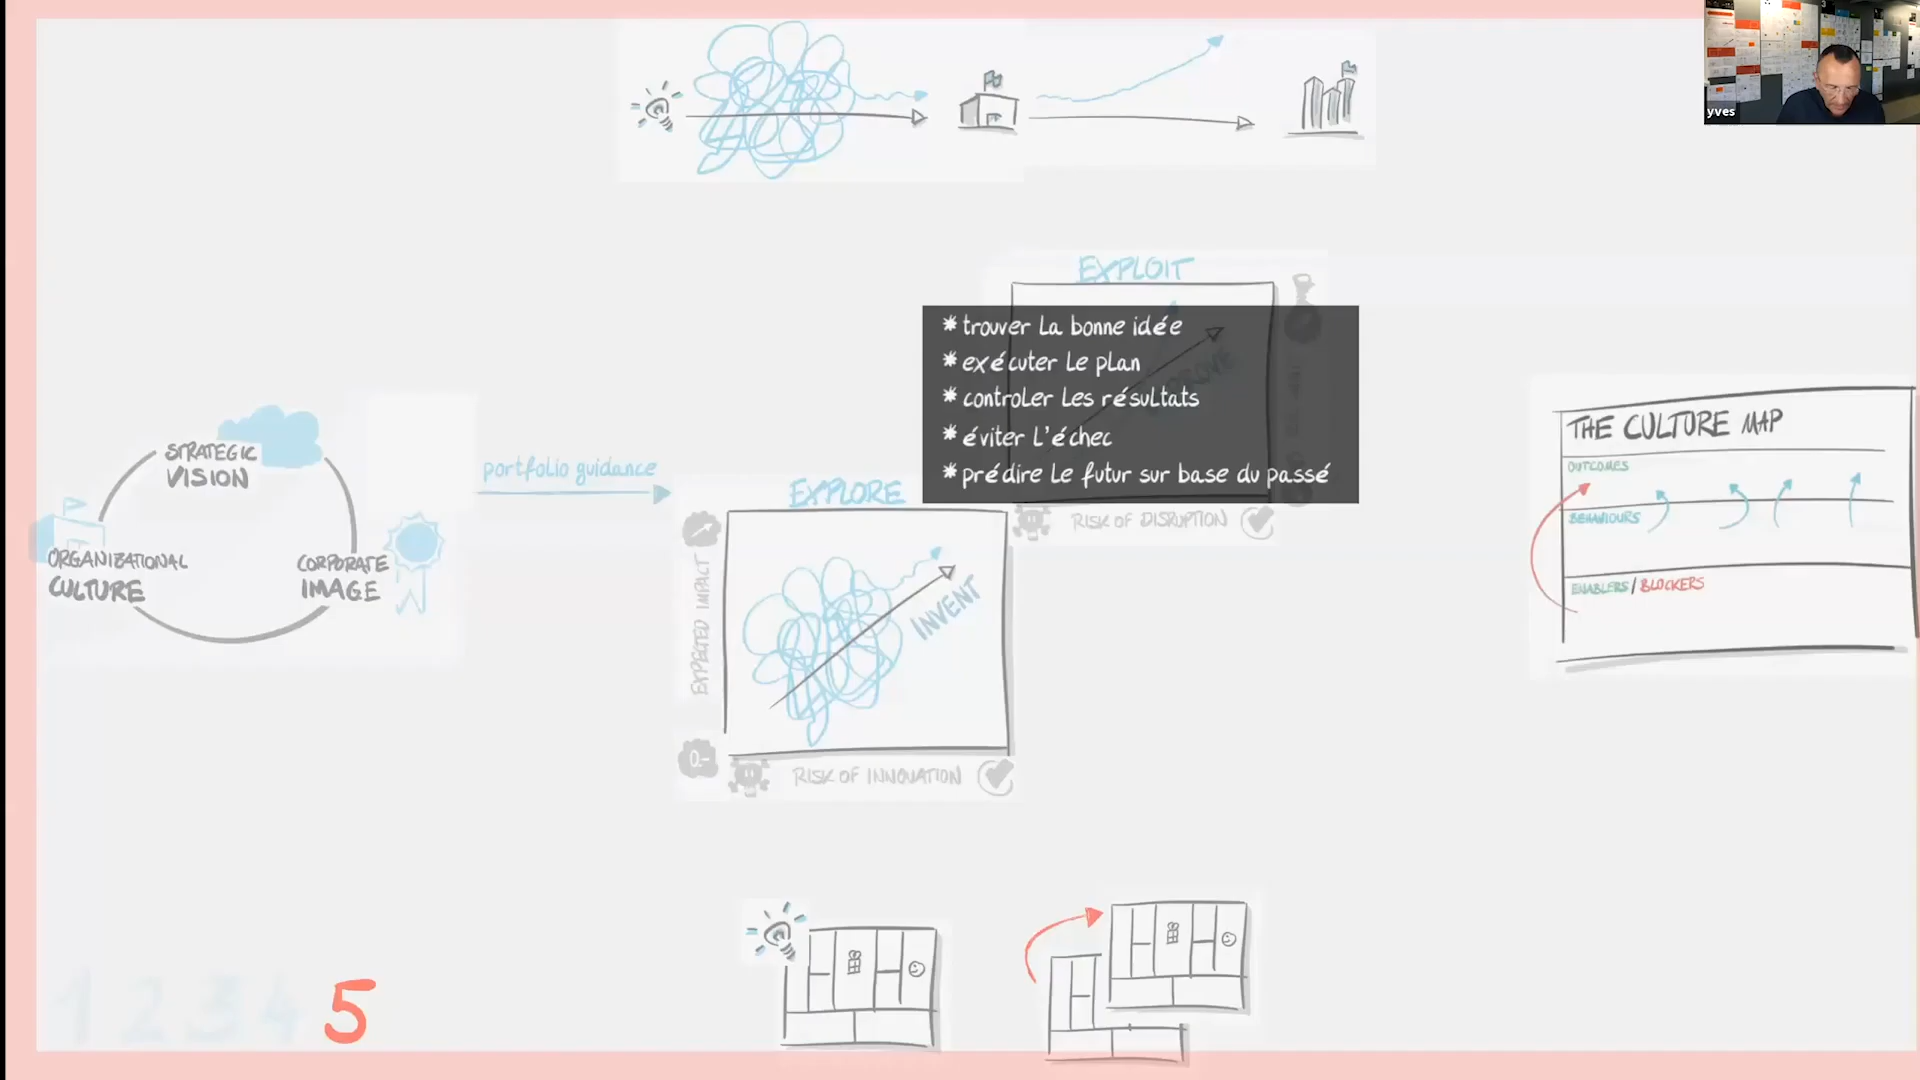 yves
EXPLOIT
* trouver la bonne idée
* exécuter le plan
* controler les résultats
* éviter l'échec
* prédire le futur sur base du passé
RISK OF DISRUPTION
STRATEGIC
VISION
ORGANIZATIONAL
CULTURE
CORPORATE
IMAGE
portfolio guidance
EXPLORE
EXPECTED IMPACT
INVENT
RISK OF INNOVATION
THE CULTURE MAP
OUTCOMES
BEHAVIOURS
ENABLERS / BLOCKERS
1 2 3 4 5